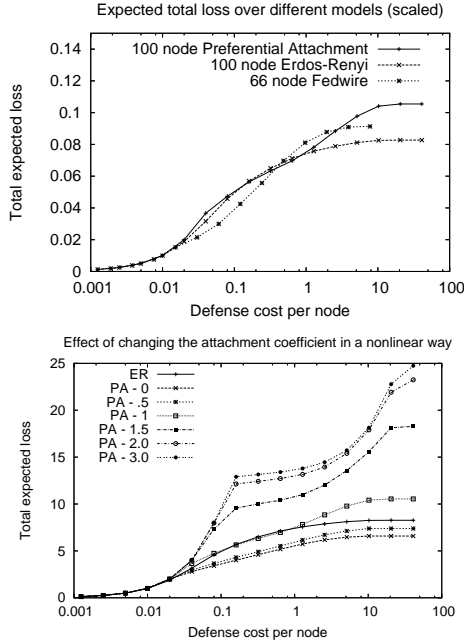 Expected total loss over different models (scaled)
0.14
0.12
0.1
0.08
0.06
0.04
0.02
0
100 node Preferential Attachment
100 node Erdos-Renyi
66 node Fedwire
Total expected loss
0.001 0.01 0.1 1 10 100
Defense cost per node
Effect of changing the attachment coefficient in a nonlinear way
25
20
15
10
5
0
ER
PA - 0
PA - .5
PA - 1
PA - 1.5
PA - 2.0
PA - 3.0
Total expected loss
0.001 0.01 0.1 1 10 100
Defense cost per node